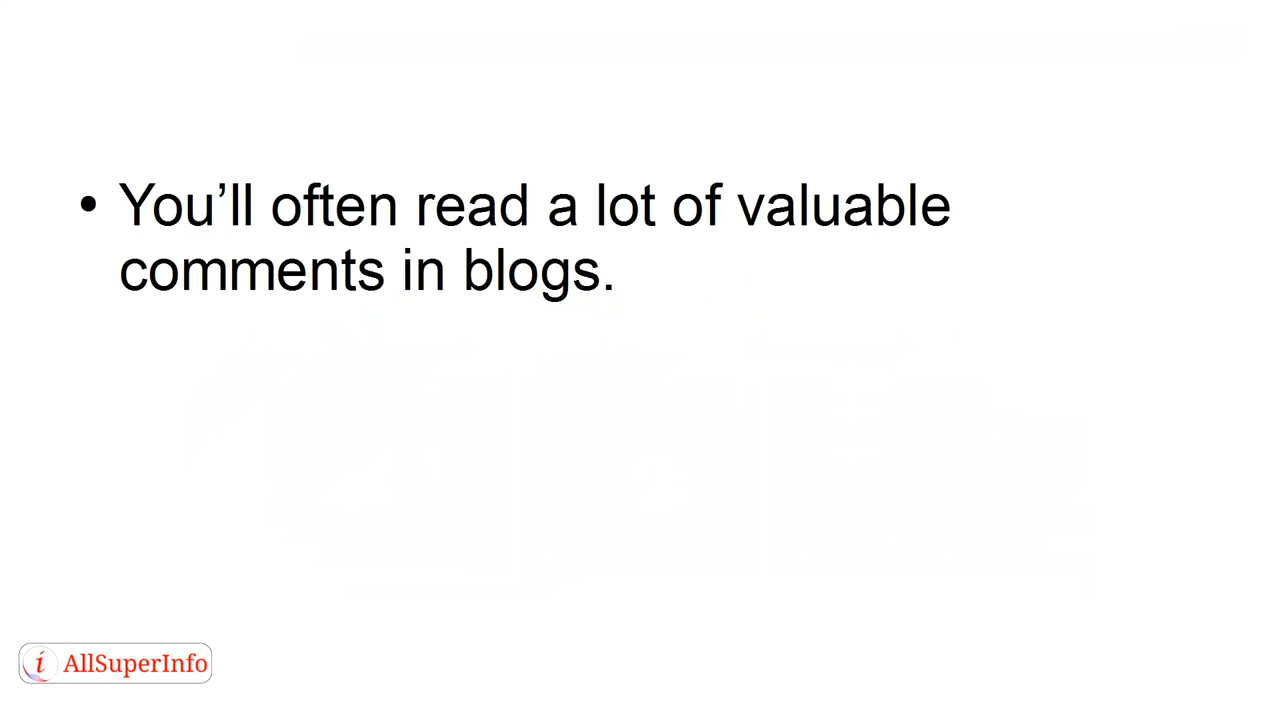 • You’ll often read a lot of valuable
comments in blogs.
i AllSuperInfo